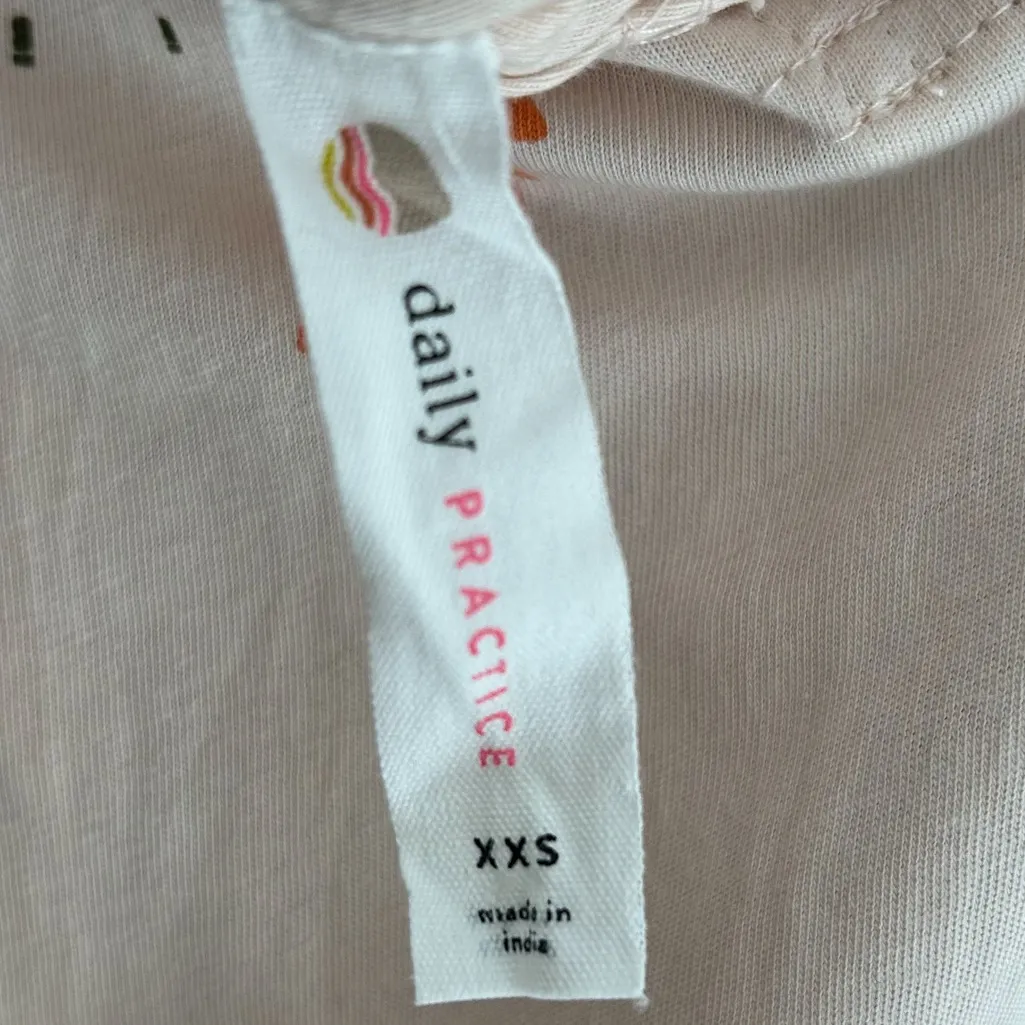 daily PRACTICE
XXS
made in
india